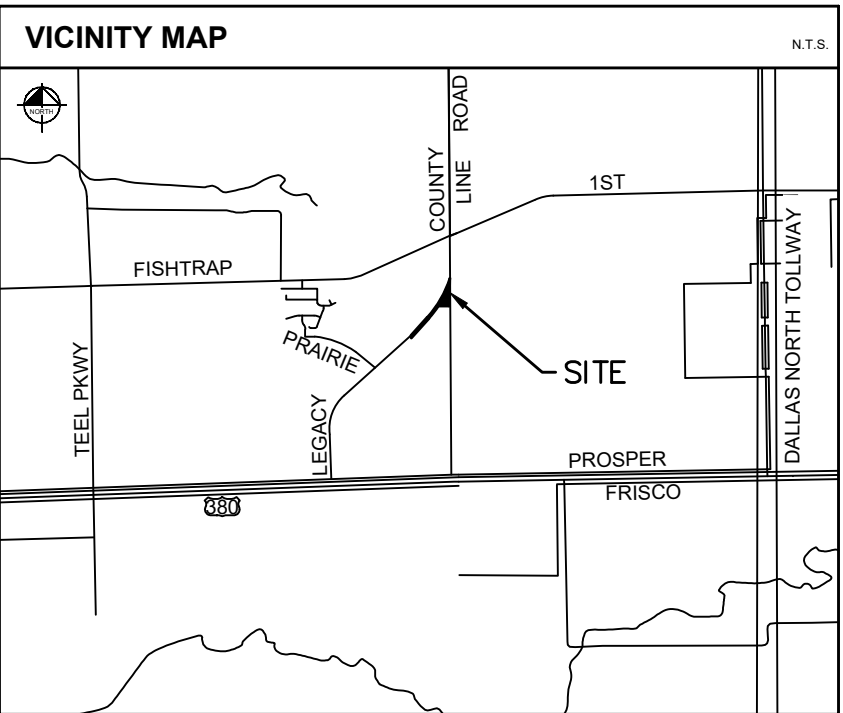 VICINITY MAP
N.T.S.
NORTH
COUNTY
LINE ROAD
1ST
FISHTRAP
PRAIRIE
SITE
TEEL PKWY
LEGACY
DALLAS NORTH TOLLWAY
PROSPER
380
FRISCO